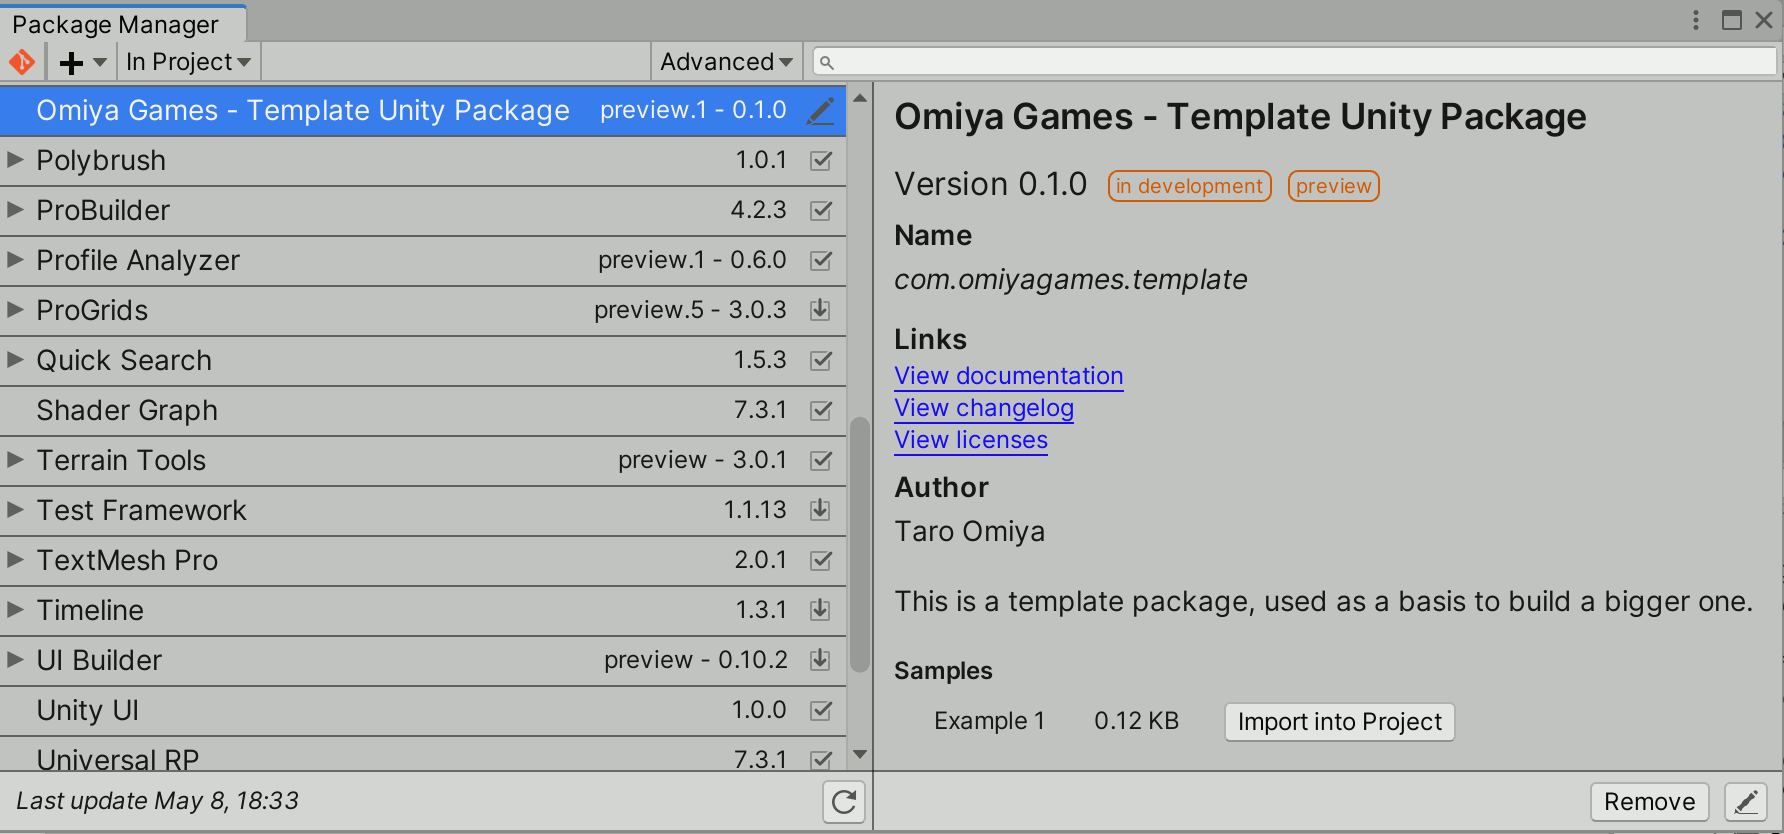 Package Manager
In Project
Advanced
Omiya Games - Template Unity Package preview.1 - 0.1.0
Polybrush 1.0.1
ProBuilder 4.2.3
Profile Analyzer preview.1 - 0.6.0
ProGrids preview.5 - 3.0.3
Quick Search 1.5.3
Shader Graph 7.3.1
Terrain Tools preview - 3.0.1
Test Framework 1.1.13
TextMesh Pro 2.0.1
Timeline 1.3.1
UI Builder preview - 0.10.2
Unity UI 1.0.0
Universal RP 7.3.1
Last update May 8, 18:33
Omiya Games - Template Unity Package
Version 0.1.0 in development preview
Name
com.omiyagames.template
Links
View documentation
View changelog
View licenses
Author
Taro Omiya
This is a template package, used as a basis to build a bigger one.
Samples
Example 1 0.12 KB Import into Project
Remove